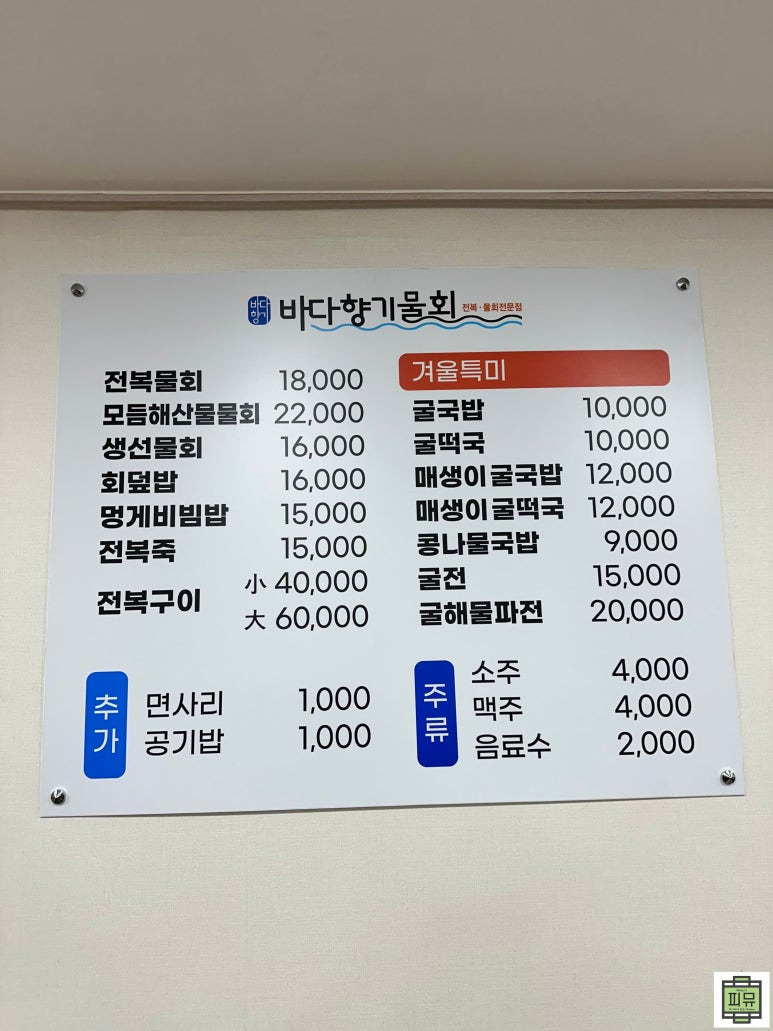 바다향기
바다향기물회 전복·물회전문점
전복물회 18,000
모듬해산물물회 22,000
생선물회 16,000
회덮밥 16,000
멍게비빔밥 15,000
전복죽 15,000
전복구이 小 40,000
大 60,000
겨울특미
굴국밥 10,000
굴떡국 10,000
매생이굴국밥 12,000
매생이굴떡국 12,000
콩나물국밥 9,000
굴전 15,000
굴해물파전 20,000
추가
면사리 1,000
공기밥 1,000
주류
소주 4,000
맥주 4,000
음료수 2,000
피뮤